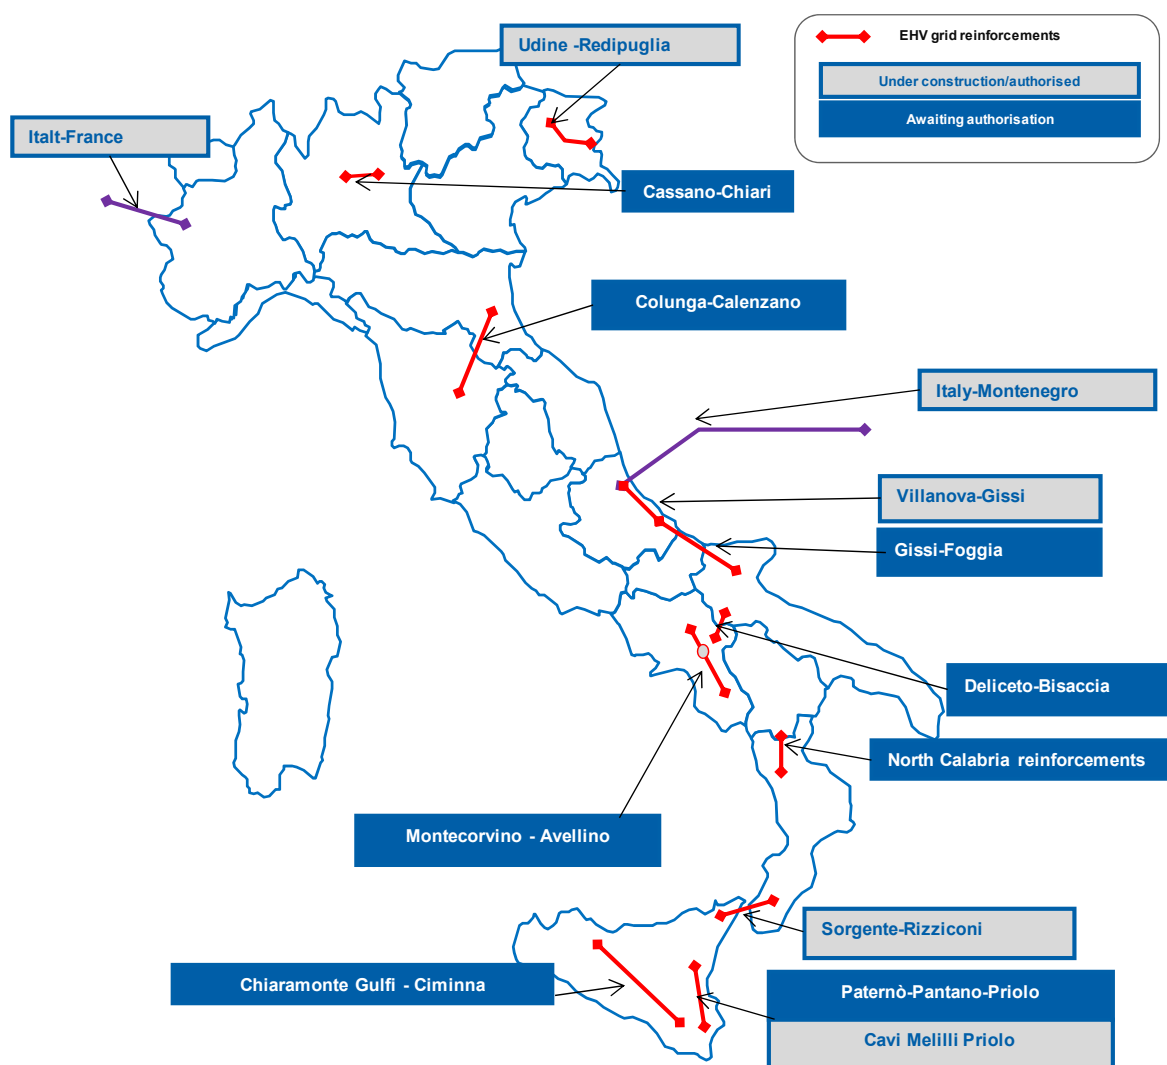 Udine -Redipuglia
EHV grid reinforcements
Under construction/authorised
Awaiting authorisation
Italt-France
Cassano-Chiari
Colunga-Calenzano
Italy-Montenegro
Villanova-Gissi
Gissi-Foggia
Deliceto-Bisaccia
North Calabria reinforcements
Montecorvino - Avellino
Sorgente-Rizziconi
Chiaramonte Gulfi - Ciminna
Paternò-Pantano-Priolo
Cavi Melilli Priolo